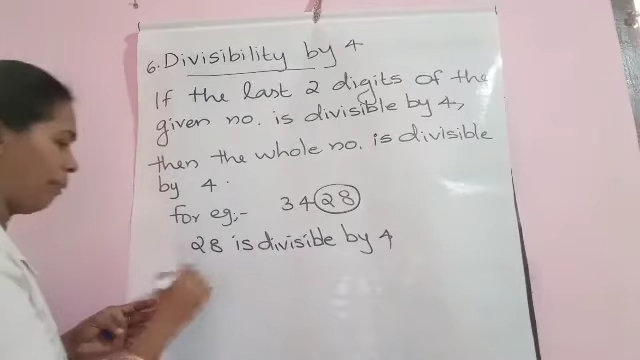 6. Divisibility by 4
If the last 2 digits of the
given no. is divisible by 4,
then the whole no. is divisible
by 4.
for eg:- 3428
28 is divisible by 4